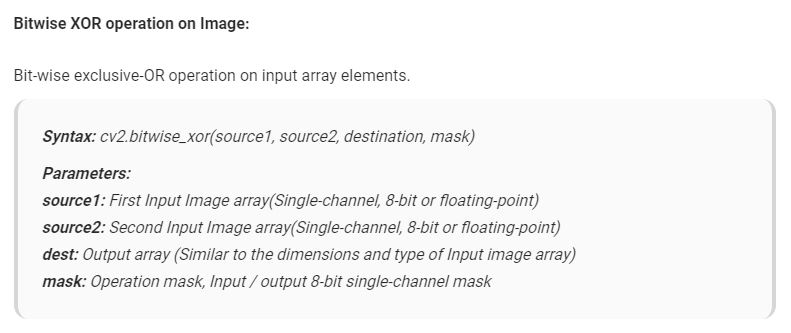 Bitwise XOR operation on Image:
Bit-wise exclusive-OR operation on input array elements.
Syntax: cv2.bitwise_xor(source1, source2, destination, mask)
Parameters:
source1: First Input Image array(Single-channel, 8-bit or floating-point)
source2: Second Input Image array(Single-channel, 8-bit or floating-point)
dest: Output array (Similar to the dimensions and type of Input image array)
mask: Operation mask, Input / output 8-bit single-channel mask